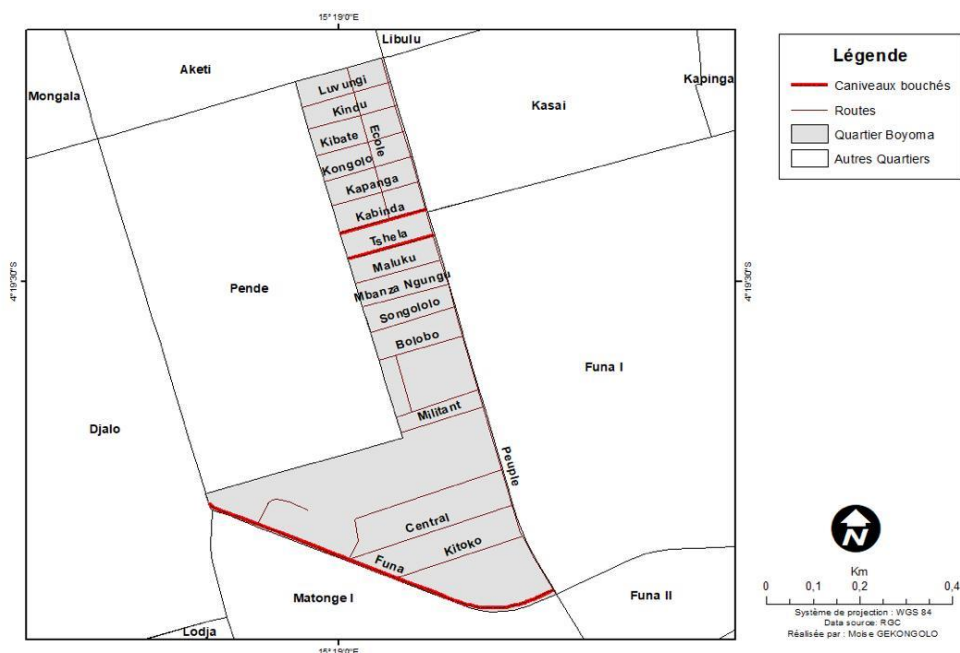 15° 19'0"E
Libulu
Aketi
Mongala
Kapinga
Kasai
Luvungi
Kindu
Ecole
Kibate
Kongolo
Kapanga
Kabinda
Tshela
Maluku
Mbanza Ngungu
Songololo
Bolobo
4°19'30"S
4°19'30"S
Pende
Funa I
Djalo
Militant
Peuple
Central
Kitoko
Funa
Matonge I
Funa II
Lodja
15° 19'0"E
Légende
Caniveaux bouchés
Routes
Quartier Boyoma
Autres Quartiers
N
Km
0 0,1 0,2 0,4
Système de projection : WGS 84
Data source: RGC
Réalisée par : Moise GEKONGOLO